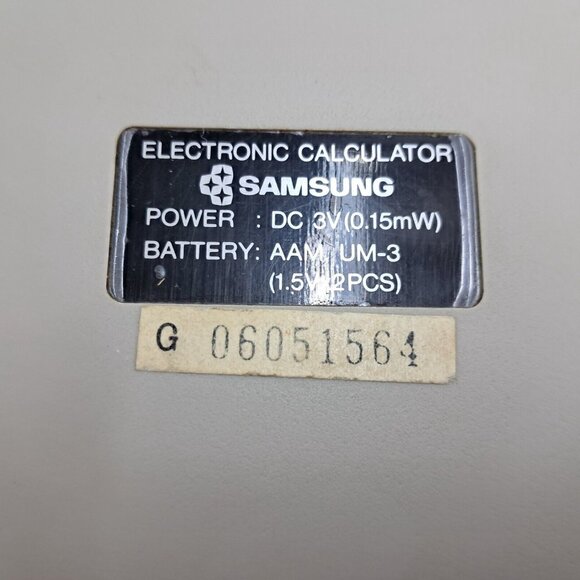 ELECTRONIC CALCULATOR
SAMSUNG
POWER : DC 3V (0.15mW)
BATTERY: AAM, UM-3
(1.5V, 2PCS)
G 06051564